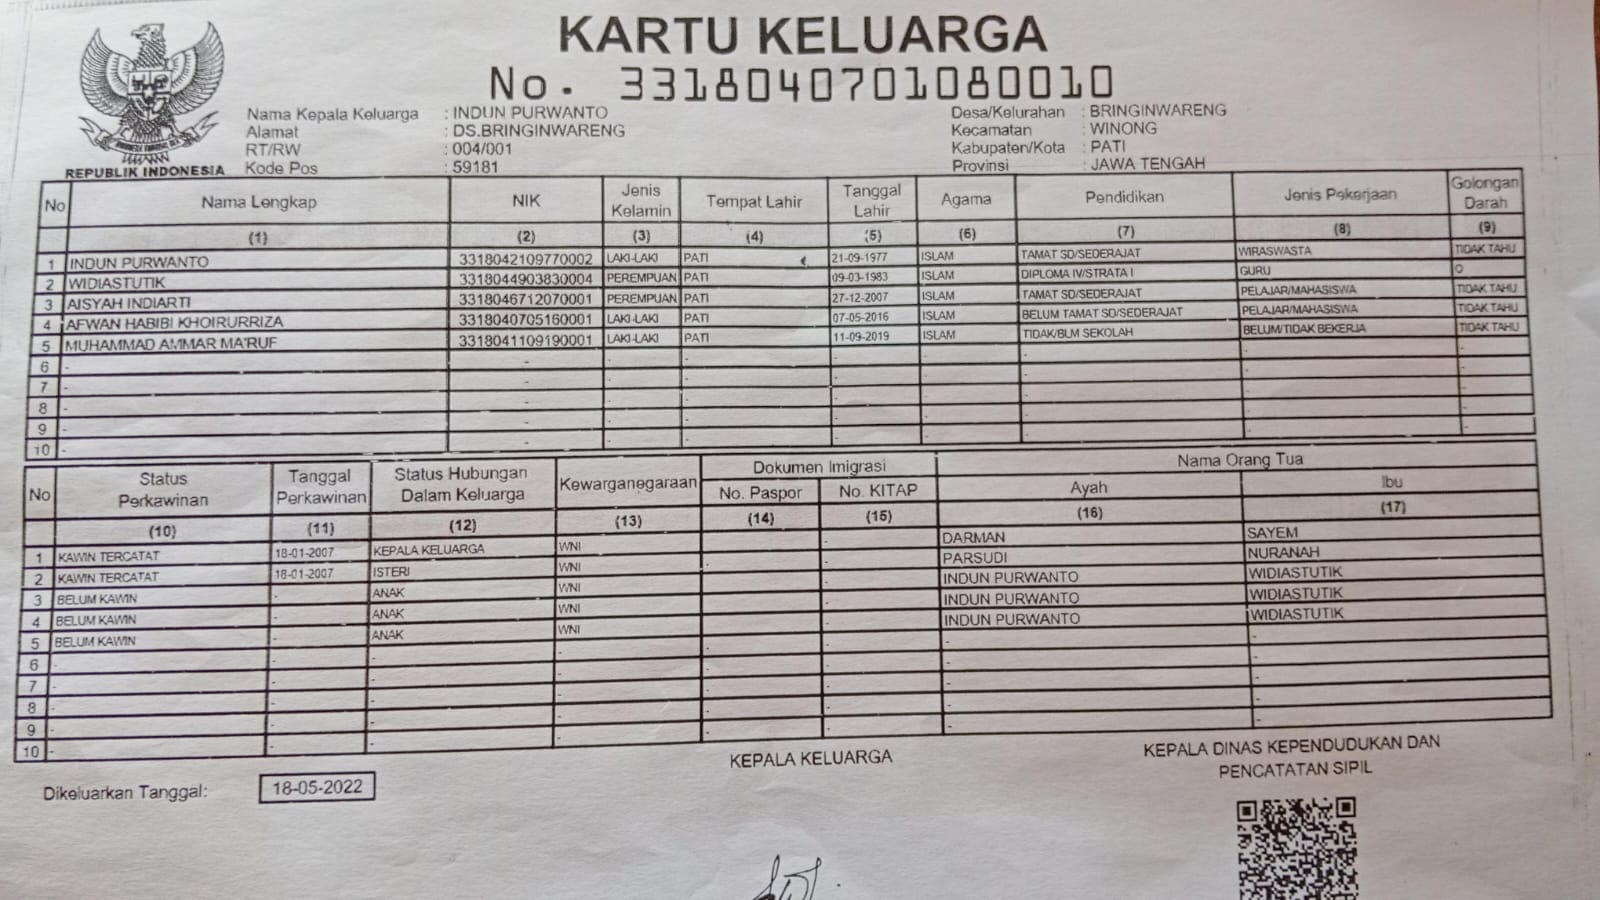 KARTU KELUARGA
No. 3318040701080010
Nama Kepala Keluarga : INDUN PURWANTO
Alamat : DS.BRINGINWARENG
RT/RW : 004/001
Kode Pos : 59181
Desa/Kelurahan : BRINGINWARENG
Kecamatan : WINONG
Kabupaten/Kota : PATI
Provinsi : JAWA TENGAH
REPUBLIK INDONESIA
No Nama Lengkap NIK Jenis Kelamin Tempat Lahir Tanggal Lahir Agama Pendidikan Jenis Pekerjaan Golongan Darah
(1) (2) (3) (4) (5) (6) (7) (8) (9)
1 INDUN PURWANTO 3318042109770002 LAKI-LAKI PATI 21-09-1977 ISLAM TAMAT SD/SEDERAJAT WIRASWASTA TIDAK TAHU
2 WIDIASTUTIK 3318044903830004 PEREMPUAN PATI 09-03-1983 ISLAM DIPLOMA IV/STRATA I GURU O
3 AISYAH INDIARTI 3318046712070001 PEREMPUAN PATI 27-12-2007 ISLAM TAMAT SD/SEDERAJAT PELAJAR/MAHASISWA TIDAK TAHU
4 AFWAN HABIBI KHOIRURRIZA 3318040705160001 LAKI-LAKI PATI 07-05-2016 ISLAM BELUM TAMAT SD/SEDERAJAT PELAJAR/MAHASISWA TIDAK TAHU
5 MUHAMMAD AMMAR MA'RUF 3318041109190001 LAKI-LAKI PATI 11-09-2019 ISLAM TIDAK/BLM SEKOLAH BELUM/TIDAK BEKERJA TIDAK TAHU
6 - - - - - - - - -
7 - - - - - - - - -
8 - - - - - - - - -
9 - - - - - - - - -
10 - - - - - - - - -
No Status Perkawinan Tanggal Perkawinan Status Hubungan Dalam Keluarga Kewarganegaraan Dokumen Imigrasi Nama Orang Tua
No. Paspor No. KITAP Ayah Ibu
(10) (11) (12) (13) (14) (15) (16) (17)
1 KAWIN TERCATAT 18-01-2007 KEPALA KELUARGA WNI - - DARMAN SAYEM
2 KAWIN TERCATAT 18-01-2007 ISTERI WNI - - PARSUDI NURANAH
3 BELUM KAWIN - ANAK WNI - - INDUN PURWANTO WIDIASTUTIK
4 BELUM KAWIN - ANAK WNI - - INDUN PURWANTO WIDIASTUTIK
5 BELUM KAWIN - ANAK WNI - - INDUN PURWANTO WIDIASTUTIK
6 - - - - - - - -
7 - - - - - - - -
8 - - - - - - - -
9 - - - - - - - -
10 - - - - - - - -
Dikeluarkan Tanggal: 18-05-2022
KEPALA KELUARGA
KEPALA DINAS KEPENDUDUKAN DAN
PENCATATAN SIPIL